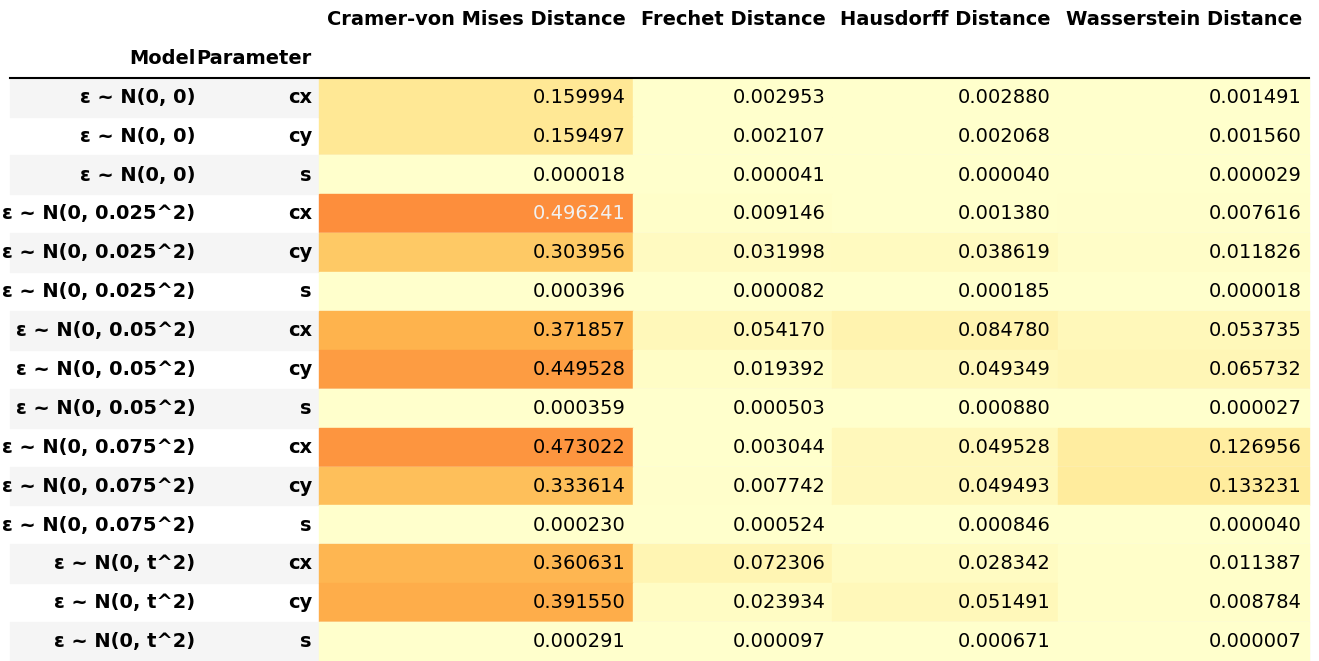 Cramer-von Mises Distance Frechet Distance Hausdorff Distance Wasserstein Distance
Model Parameter
ε ~ N(0, 0) cx 0.159994 0.002953 0.002880 0.001491
ε ~ N(0, 0) cy 0.159497 0.002107 0.002068 0.001560
ε ~ N(0, 0) s 0.000018 0.000041 0.000040 0.000029
ε ~ N(0, 0.025^2) cx 0.496241 0.009146 0.001380 0.007616
ε ~ N(0, 0.025^2) cy 0.303956 0.031998 0.038619 0.011826
ε ~ N(0, 0.025^2) s 0.000396 0.000082 0.000185 0.000018
ε ~ N(0, 0.05^2) cx 0.371857 0.054170 0.084780 0.053735
ε ~ N(0, 0.05^2) cy 0.449528 0.019392 0.049349 0.065732
ε ~ N(0, 0.05^2) s 0.000359 0.000503 0.000880 0.000027
ε ~ N(0, 0.075^2) cx 0.473022 0.003044 0.049528 0.126956
ε ~ N(0, 0.075^2) cy 0.333614 0.007742 0.049493 0.133231
ε ~ N(0, 0.075^2) s 0.000230 0.000524 0.000846 0.000040
ε ~ N(0, t^2) cx 0.360631 0.072306 0.028342 0.011387
ε ~ N(0, t^2) cy 0.391550 0.023934 0.051491 0.008784
ε ~ N(0, t^2) s 0.000291 0.000097 0.000671 0.000007